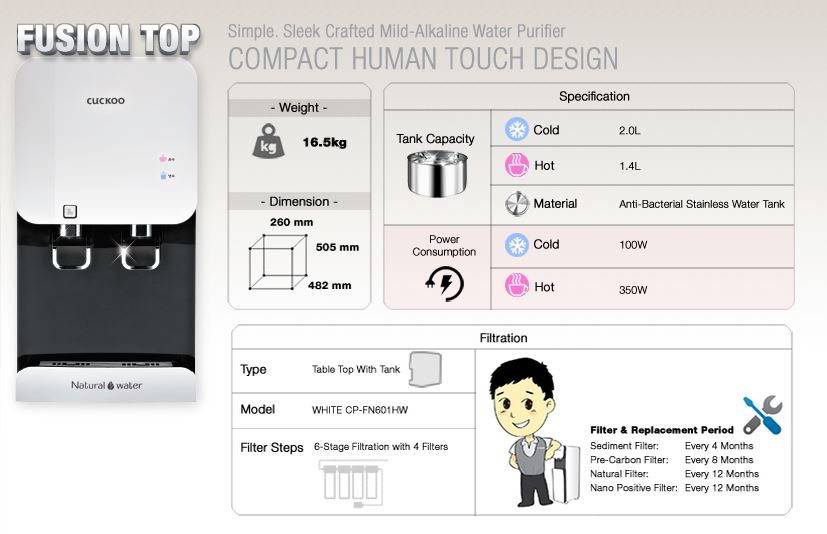 FUSION TOP
Simple. Sleek Crafted Mild-Alkaline Water Purifier
COMPACT HUMAN TOUCH DESIGN
CUCKOO
Natural water
- Weight -
kg
16.5kg
- Dimension -
260 mm
505 mm
482 mm
Specification
Tank Capacity
Cold 2.0L
Hot 1.4L
Material Anti-Bacterial Stainless Water Tank
Power
Consumption
Cold 100W
Hot 350W
Filtration
Type Table Top With Tank
Model WHITE CP-FN601HW
Filter Steps 6-Stage Filtration with 4 Filters
Filter & Replacement Period
Sediment Filter: Every 4 Months
Pre-Carbon Filter: Every 8 Months
Natural Filter: Every 12 Months
Nano Positive Filter: Every 12 Months